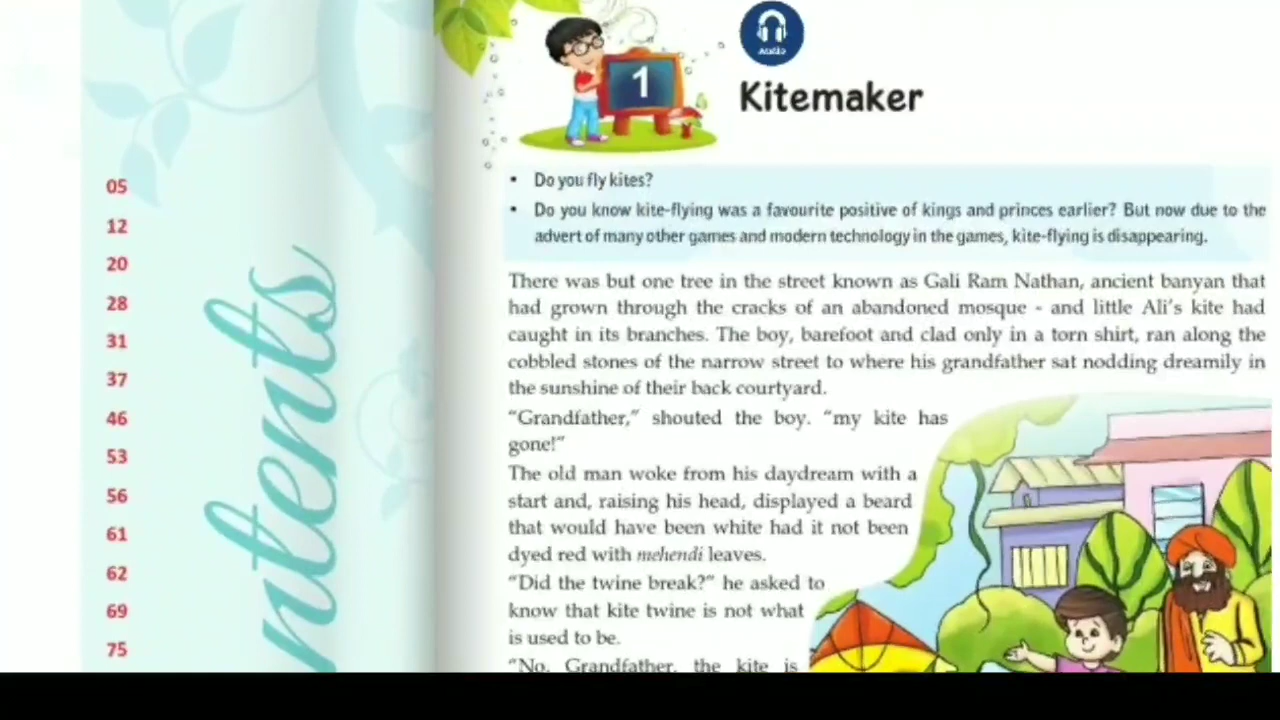 05
12
20
28
31
37
46
53
56
61
62
69
75
ntents
1
Audio
Kitemaker
• Do you fly kites?
• Do you know kite-flying was a favourite positive of kings and princes earlier? But now due to the
advert of many other games and modern technology in the games, kite-flying is disappearing.
There was but one tree in the street known as Gali Ram Nathan, ancient banyan that
had grown through the cracks of an abandoned mosque - and little Ali's kite had
caught in its branches. The boy, barefoot and clad only in a torn shirt, ran along the
cobbled stones of the narrow street to where his grandfather sat nodding dreamily in
the sunshine of their back courtyard.
“Grandfather,” shouted the boy. “my kite has
gone!”
The old man woke from his daydream with a
start and, raising his head, displayed a beard
that would have been white had it not been
dyed red with mehendi leaves.
“Did the twine break?” he asked to
know that kite twine is not what
is used to be.
“No, Grandfather, the kite is